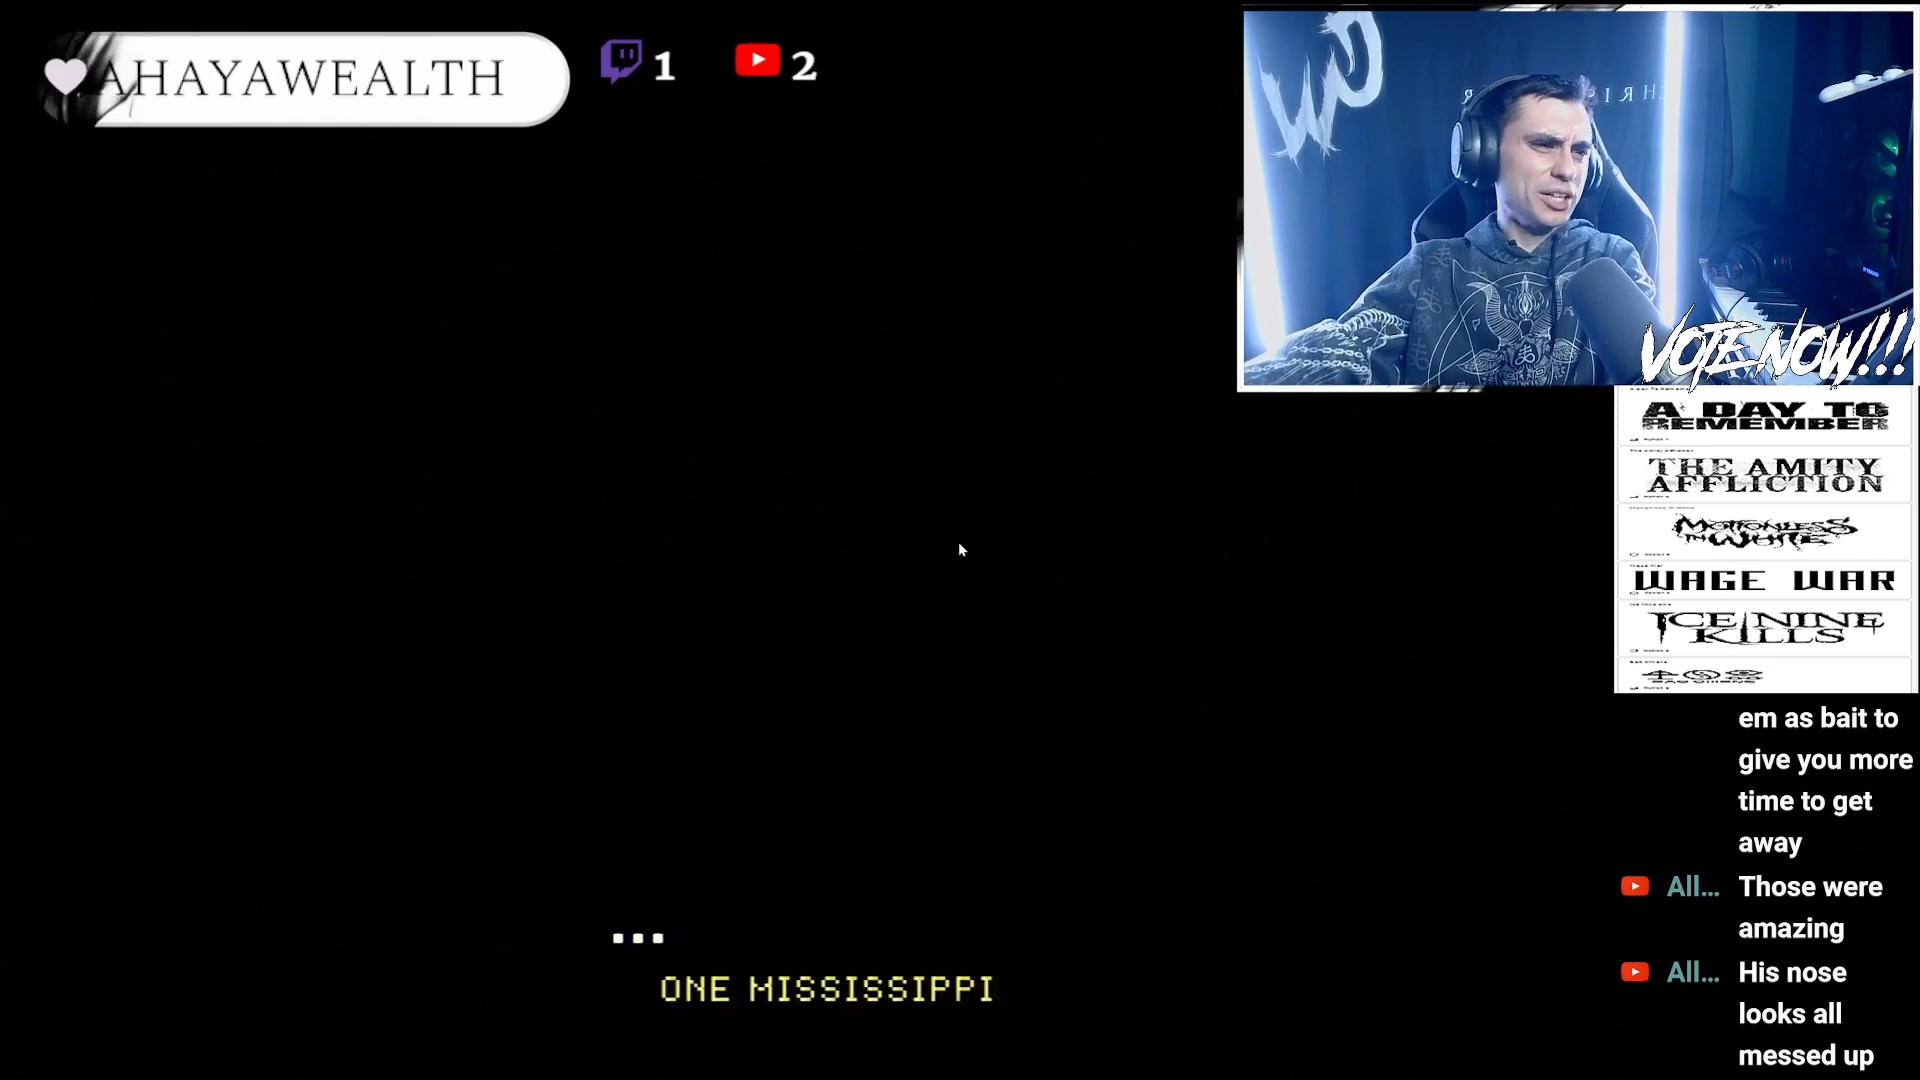 AHAYAWEALTH
1
2
VOTE NOW!!!
A DAY TO
REMEMBER
THE AMITY
AFFLICTION
MOTIONLESS
IN WHITE
WAGE WAR
ICE NINE
KILLS
em as bait to
give you more
time to get
away
All... Those were
amazing
All... His nose
looks all
messed up
...
ONE MISSISSIPPI